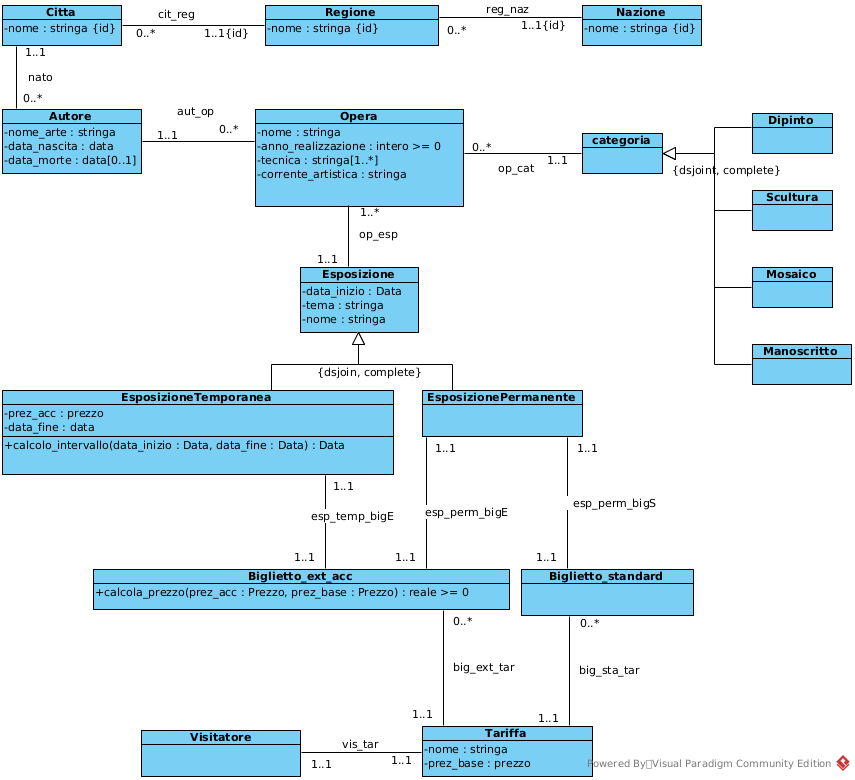 Citta
-nome : stringa {id}
cit_reg
0..*
1..1{id}
Regione
-nome : stringa {id}
reg_naz
0..*
1..1{id}
Nazione
-nome : stringa {id}
1..1
nato
0..*
Autore
-nome_arte : stringa
-data_nascita : data
-data_morte : data[0..1]
aut_op
1..1
0..*
Opera
-nome : stringa
-anno_realizzazione : intero >= 0
-tecnica : stringa[1..*]
-corrente_artistica : stringa
0..*
op_cat
1..1
categoria
{dsjoint, complete}
Dipinto
Scultura
Mosaico
Manoscritto
1..*
op_esp
1..1
Esposizione
-data_inizio : Data
-tema : stringa
-nome : stringa
{dsjoin, complete}
EsposizioneTemporanea
-prez_acc : prezzo
-data_fine : data
+calcolo_intervallo(data_inizio : Data, data_fine : Data) : Data
EsposizionePermanente
1..1
esp_temp_bigE
1..1
1..1
esp_perm_bigE
1..1
1..1
esp_perm_bigS
1..1
Biglietto_ext_acc
+calcola_prezzo(prez_acc : Prezzo, prez_base : Prezzo) : reale >= 0
Biglietto_standard
0..*
big_ext_tar
1..1
0..*
big_sta_tar
1..1
Visitatore
vis_tar
1..1
1..1
Tariffa
-nome : stringa
-prez_base : prezzo
Powered By Visual Paradigm Community Edition